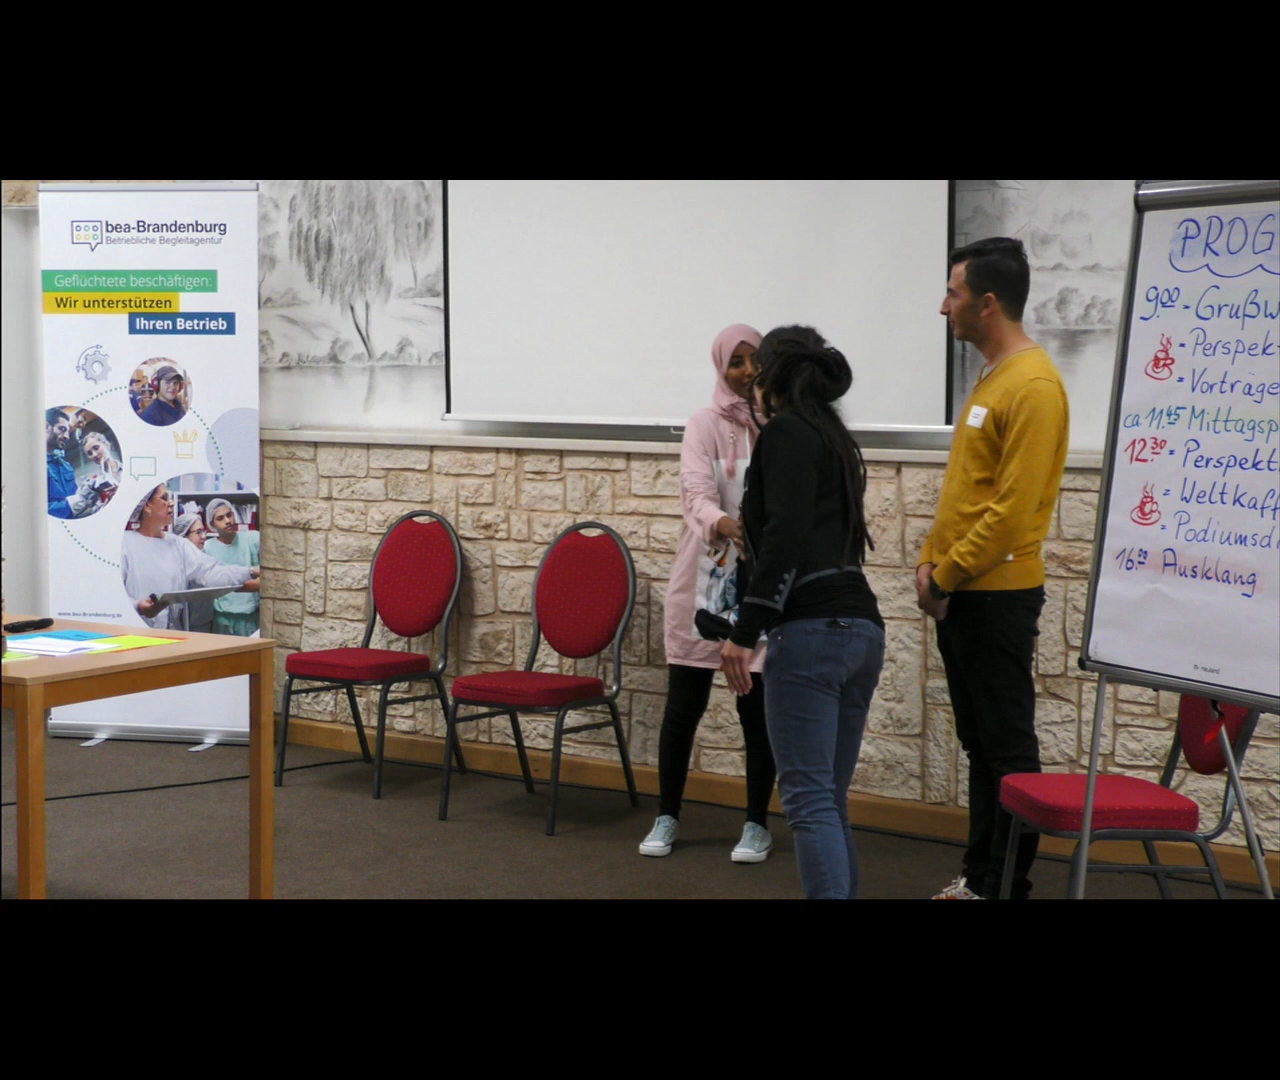 bea-Brandenburg
Betriebliche Begleitagentur
Geflüchtete beschäftigen:
Wir unterstützen
Ihren Betrieb
www.bea-Brandenburg.de
PROG
9.00 - Grußw
- Perspek
= Vorträge
ca. 11.45 Mittagsp
12.30 = Perspekt
= Weltkaff
= Podiumsdi
16.00 Ausklang